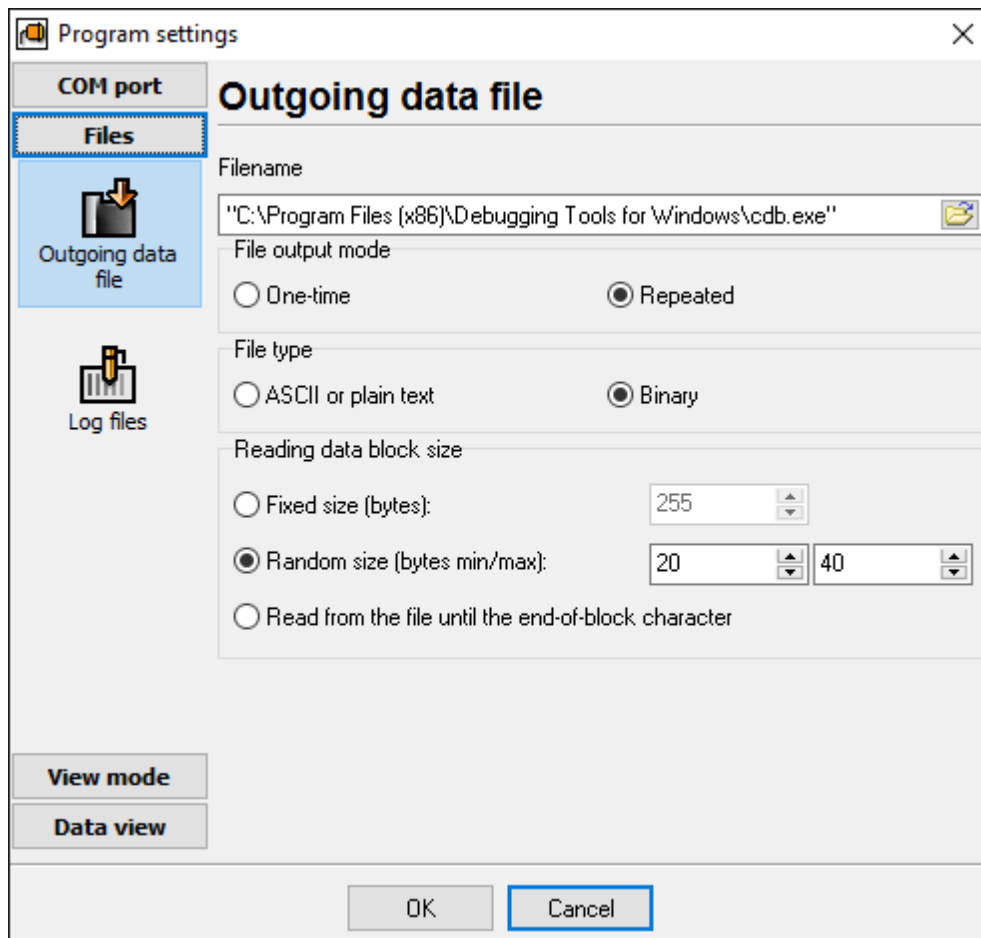 Program settings
COM port
Files
Outgoing data
file
Log files
View mode
Data view
Outgoing data file
Filename
"C:\Program Files (x86)\Debugging Tools for Windows\cdb.exe"
File output mode
One-time Repeated
File type
ASCII or plain text Binary
Reading data block size
Fixed size (bytes): 255
Random size (bytes min/max): 20 40
Read from the file until the end-of-block character
OK Cancel